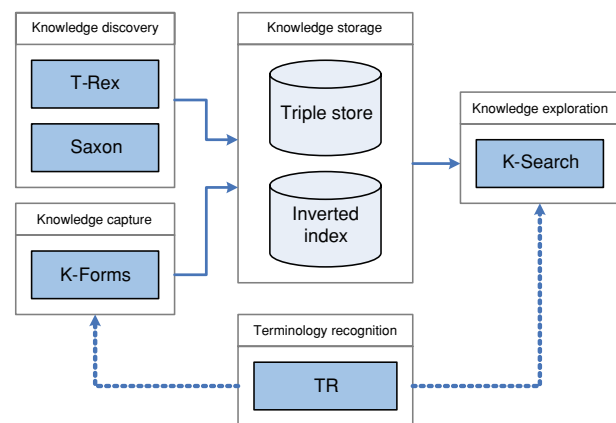 Knowledge discovery
T-Rex
Saxon
Knowledge capture
K-Forms
Knowledge storage
Triple store
Inverted
index
Knowledge exploration
K-Search
Terminology recognition
TR